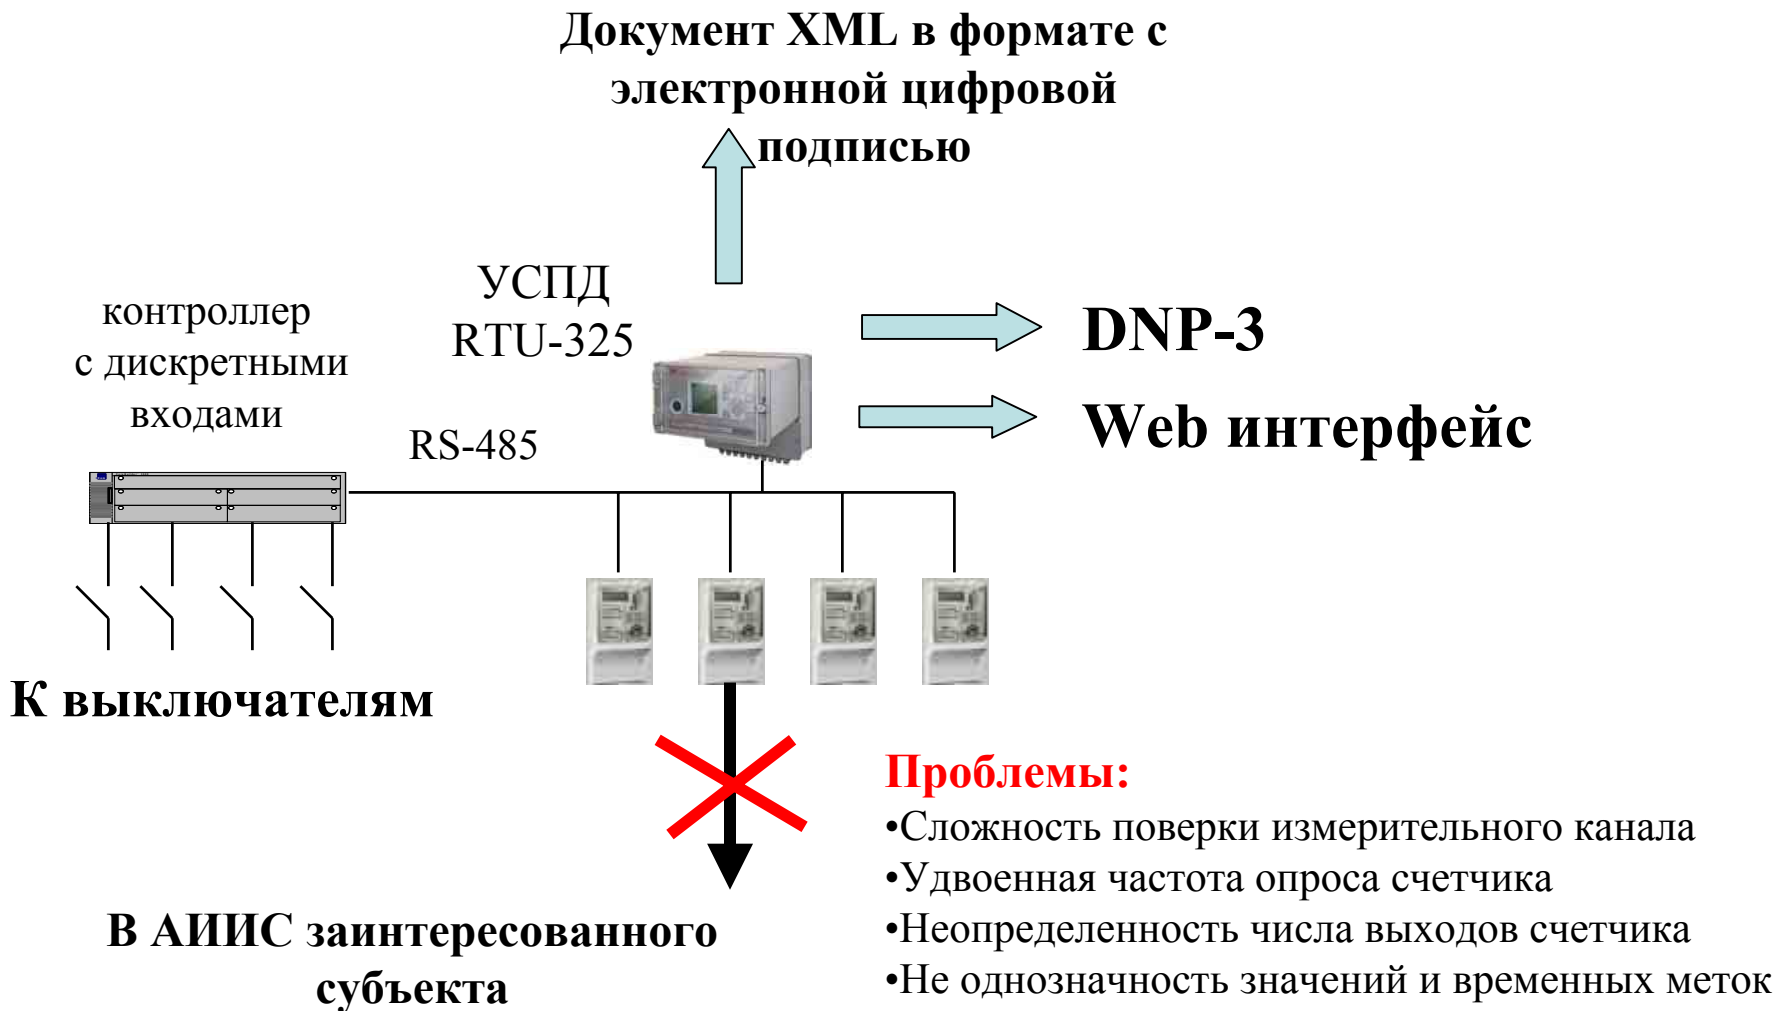 Документ XML в формате с
электронной цифровой
подписью
УСПД
RTU-325
контроллер
с дискретными
входами
RS-485
DNP-3
Web интерфейс
К выключателям
Проблемы:
•Сложность поверки измерительного канала
•Удвоенная частота опроса счетчика
•Неопределенность числа выходов счетчика
•Не однозначность значений и временных меток
В АИИС заинтересованного
субъекта